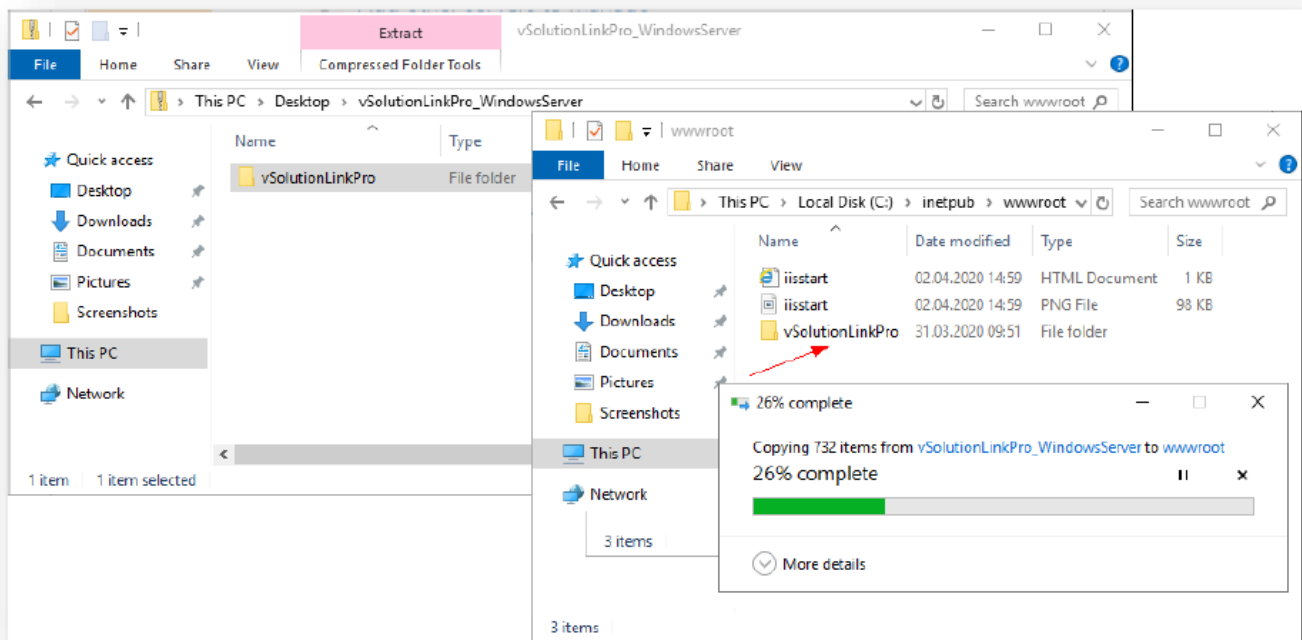 Extract
vSolutionLinkPro_WindowsServer
File
Home
Share
View
Compressed Folder Tools
This PC > Desktop > vSolutionLinkPro_WindowsServer
Search wwwroot
Name
Type
Quick access
Desktop
Downloads
Documents
Pictures
Screenshots
This PC
Network
vSolutionLinkPro
File folder
1 item
1 item selected
wwwroot
File
Home
Share
View
This PC > Local Disk (C:) > inetpub > wwwroot
Search wwwroot
Quick access
Desktop
Downloads
Documents
Pictures
Screenshots
This PC
Network
3 items
Name
Date modified
Type
Size
iisstart
02.04.2020 14:59
HTML Document
1 KB
iisstart
02.04.2020 14:59
PNG File
98 KB
vSolutionLinkPro
31.03.2020 09:51
File folder
26% complete
Copying 732 items from vSolutionLinkPro_WindowsServer to wwwroot
26% complete
More details
3 items